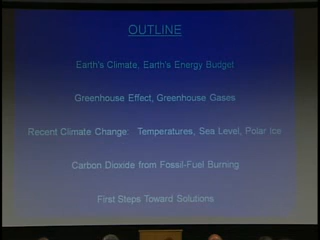 OUTLINE
Earth's Climate, Earth's Energy Budget
Greenhouse Effect, Greenhouse Gases
Recent Climate Change: Temperatures, Sea Level, Polar Ice
Carbon Dioxide from Fossil-Fuel Burning
First Steps Toward Solutions